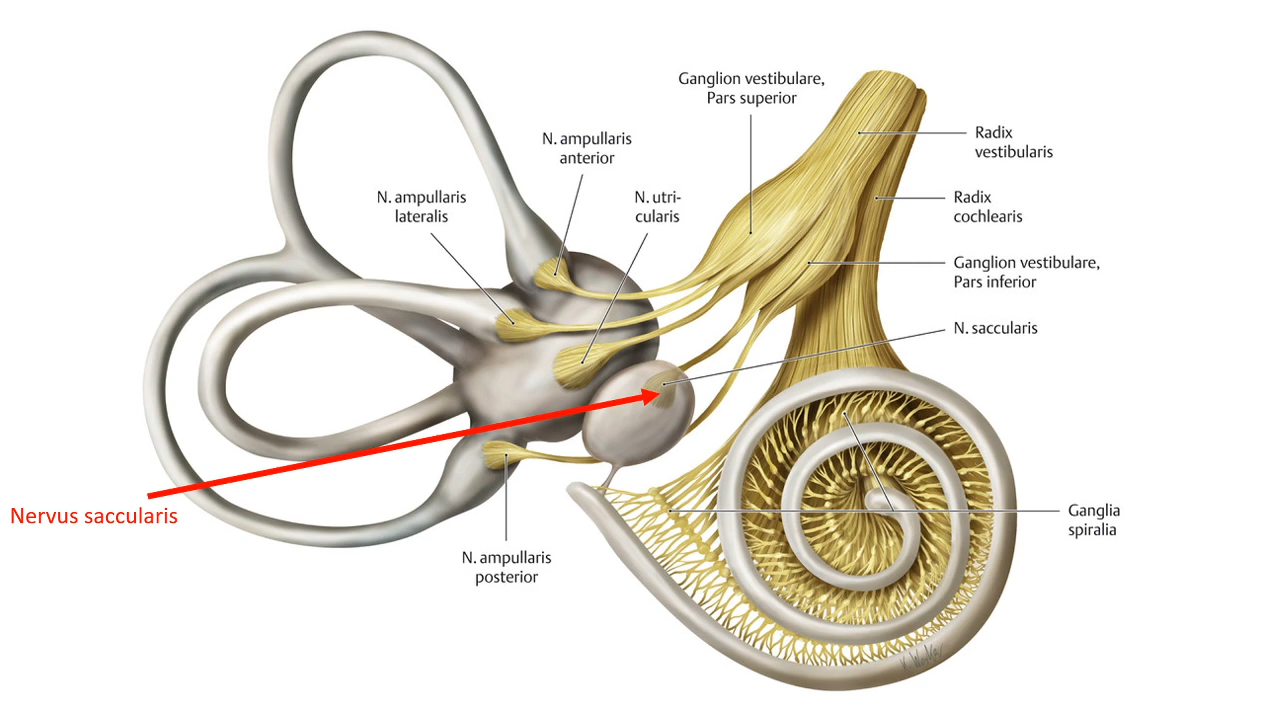 Ganglion vestibulare,
Pars superior
N. ampullaris
anterior
Radix
vestibularis
N. ampullaris
lateralis
N. utri-
cularis
Radix
cochlearis
Ganglion vestibulare,
Pars inferior
N. saccularis
Nervus saccularis
Ganglia
spiralia
N. ampullaris
posterior